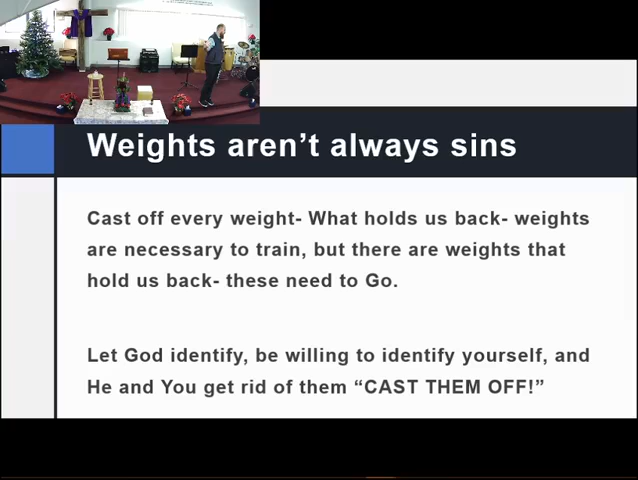 Weights aren’t always sins
Cast off every weight- What holds us back- weights
are necessary to train, but there are weights that
hold us back- these need to Go.
Let God identify, be willing to identify yourself, and
He and You get rid of them “CAST THEM OFF!”